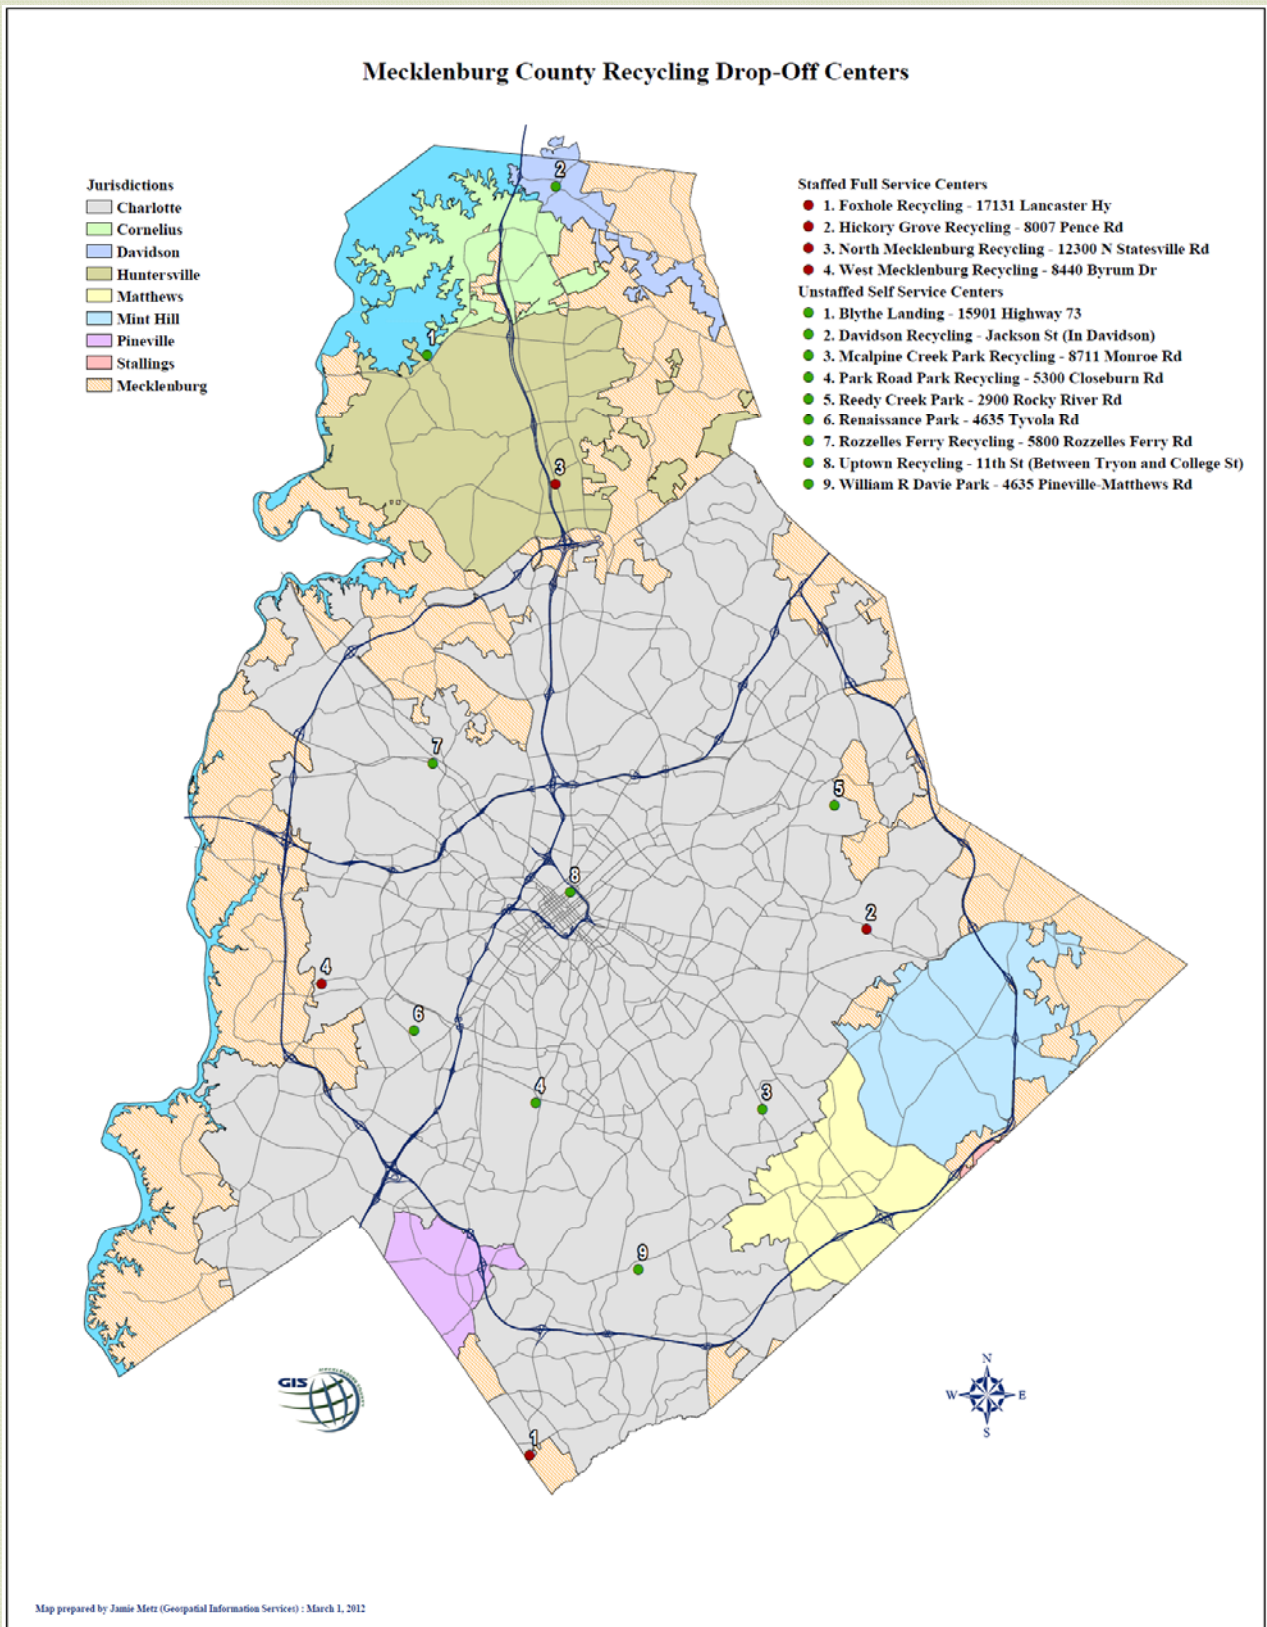 Mecklenburg County Recycling Drop-Off Centers
Jurisdictions
Charlotte
Cornelius
Davidson
Huntersville
Matthews
Mint Hill
Pineville
Stallings
Mecklenburg
Staffed Full Service Centers
1. Foxhole Recycling - 17131 Lancaster Hy
2. Hickory Grove Recycling - 8007 Pence Rd
3. North Mecklenburg Recycling - 12300 N Statesville Rd
4. West Mecklenburg Recycling - 8440 Byrum Dr
Unstaffed Self Service Centers
1. Blythe Landing - 15901 Highway 73
2. Davidson Recycling - Jackson St (In Davidson)
3. Mcalpine Creek Park Recycling - 8711 Monroe Rd
4. Park Road Park Recycling - 5300 Closeburn Rd
5. Reedy Creek Park - 2900 Rocky River Rd
6. Renaissance Park - 4635 Tyvola Rd
7. Rozzelles Ferry Recycling - 5800 Rozzelles Ferry Rd
8. Uptown Recycling - 11th St (Between Tryon and College St)
9. William R Davie Park - 4635 Pineville-Matthews Rd
2
1
3
7
5
8
2
4
6
4
3
9
1
GIS
N
W E
S
Map prepared by Jamie Metz (Geospatial Information Services) : March 1, 2012